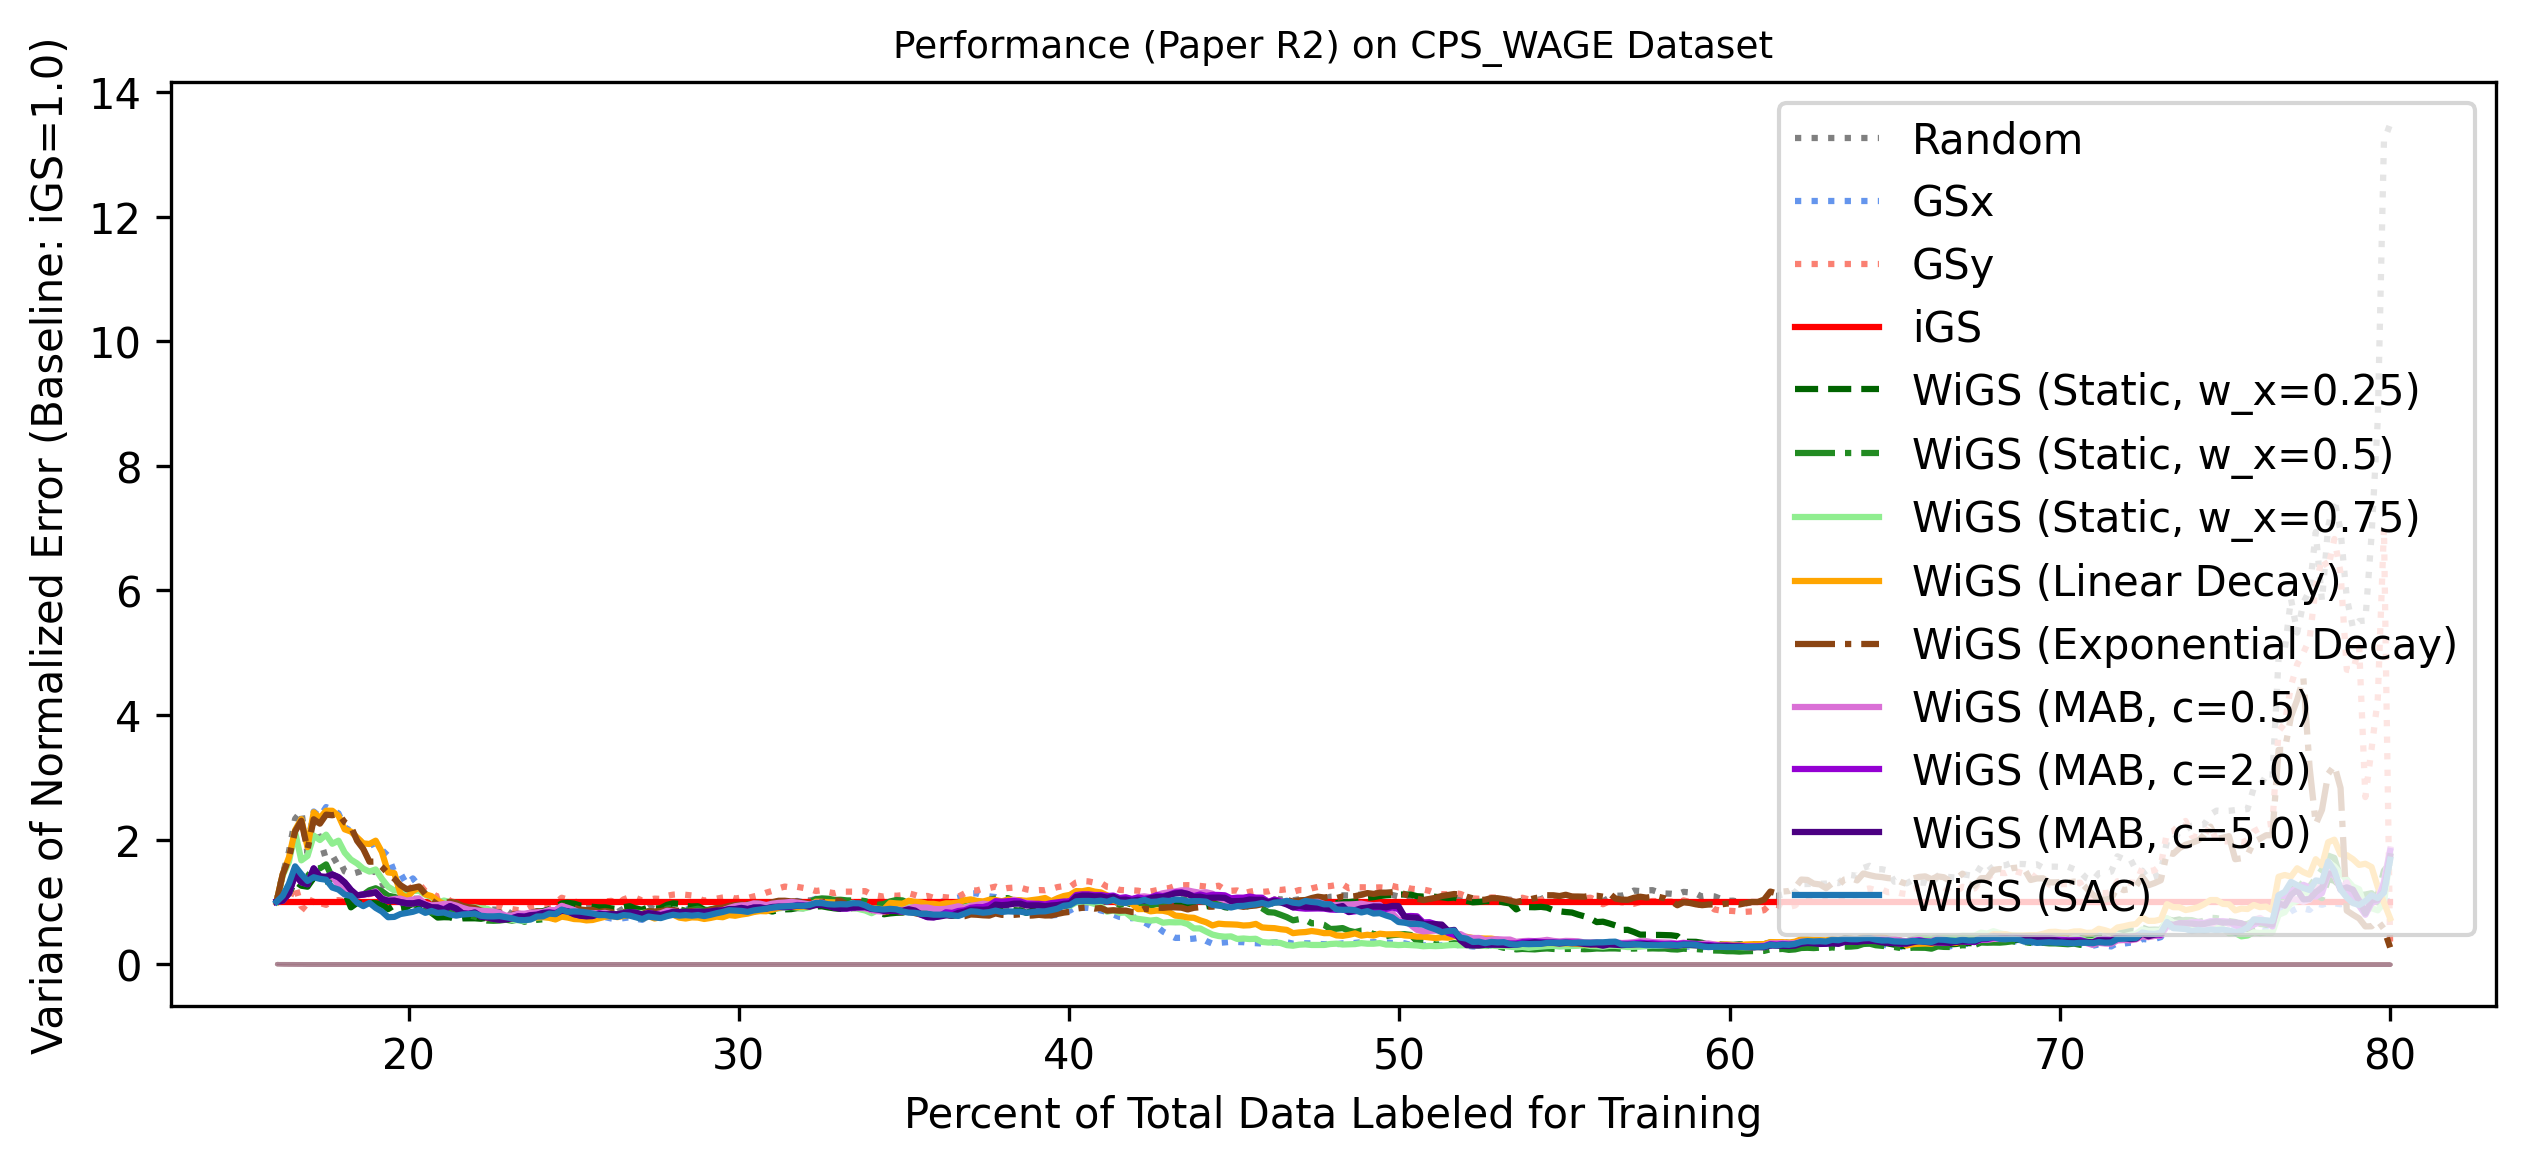 Performance (Paper R2) on CPS_WAGE Dataset
Variance of Normalized Error (Baseline: iGS=1.0)
14
12
10
8
6
4
2
0
Random
GSx
GSy
iGS
WiGS (Static, w_x=0.25)
WiGS (Static, w_x=0.5)
WiGS (Static, w_x=0.75)
WiGS (Linear Decay)
WiGS (Exponential Decay)
WiGS (MAB, c=0.5)
WiGS (MAB, c=2.0)
WiGS (MAB, c=5.0)
WiGS (SAC)
20 30 40 50 60 70 80
Percent of Total Data Labeled for Training